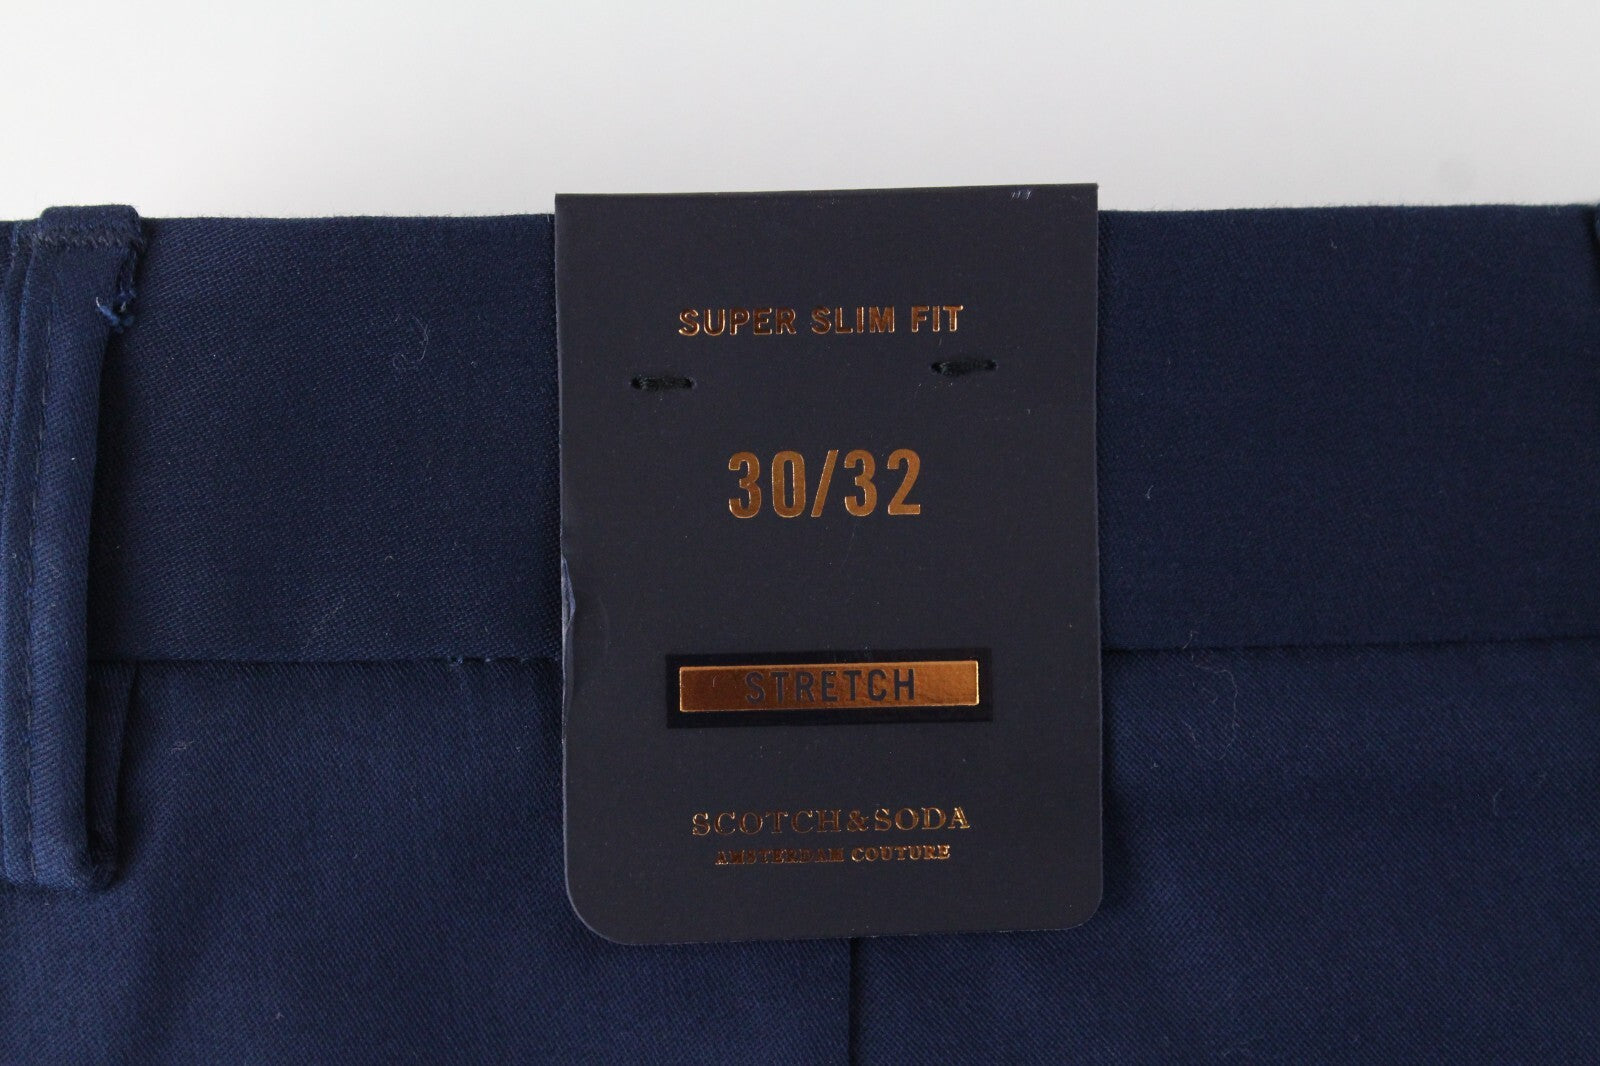 SUPER SLIM FIT
30/32
STRETCH
SCOTCH & SODA
AMSTERDAM COUTURE